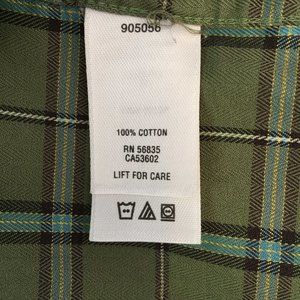 905056
100% COTTON
RN 56835
CA53602
LIFT FOR CARE